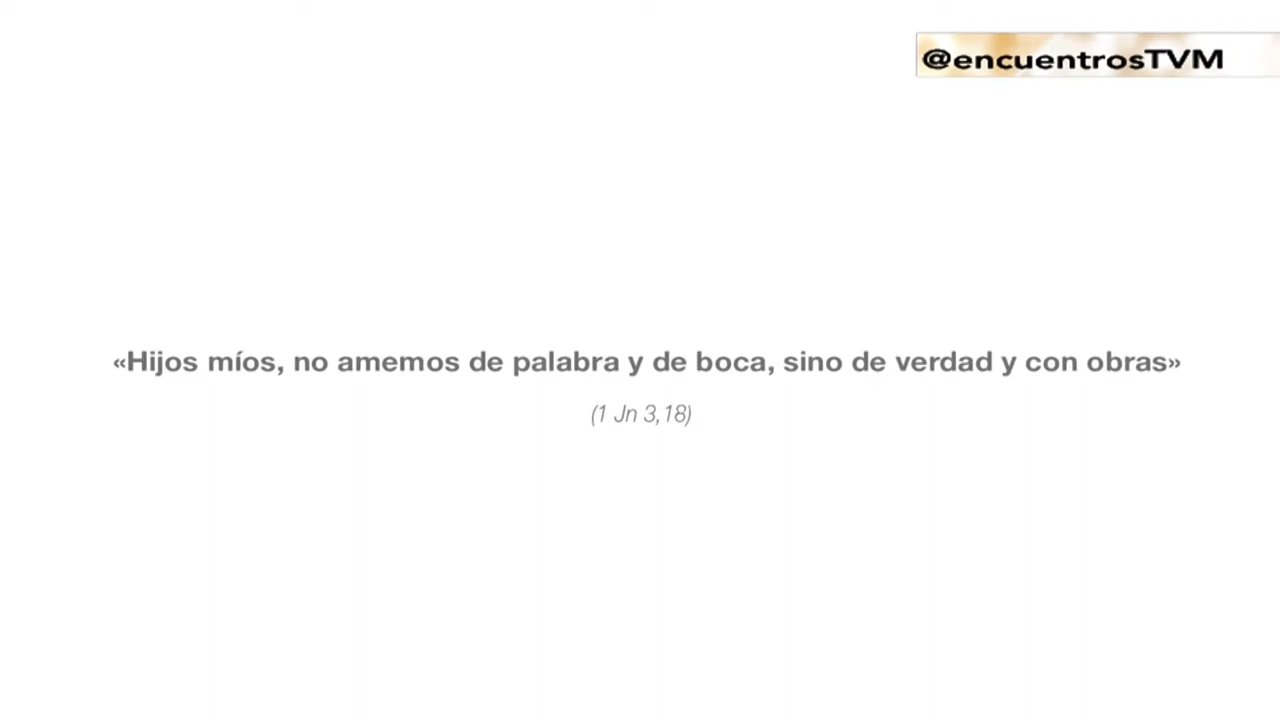 @encuentrosTVM
«Hijos míos, no amemos de palabra y de boca, sino de verdad y con obras»
(1 Jn 3,18)